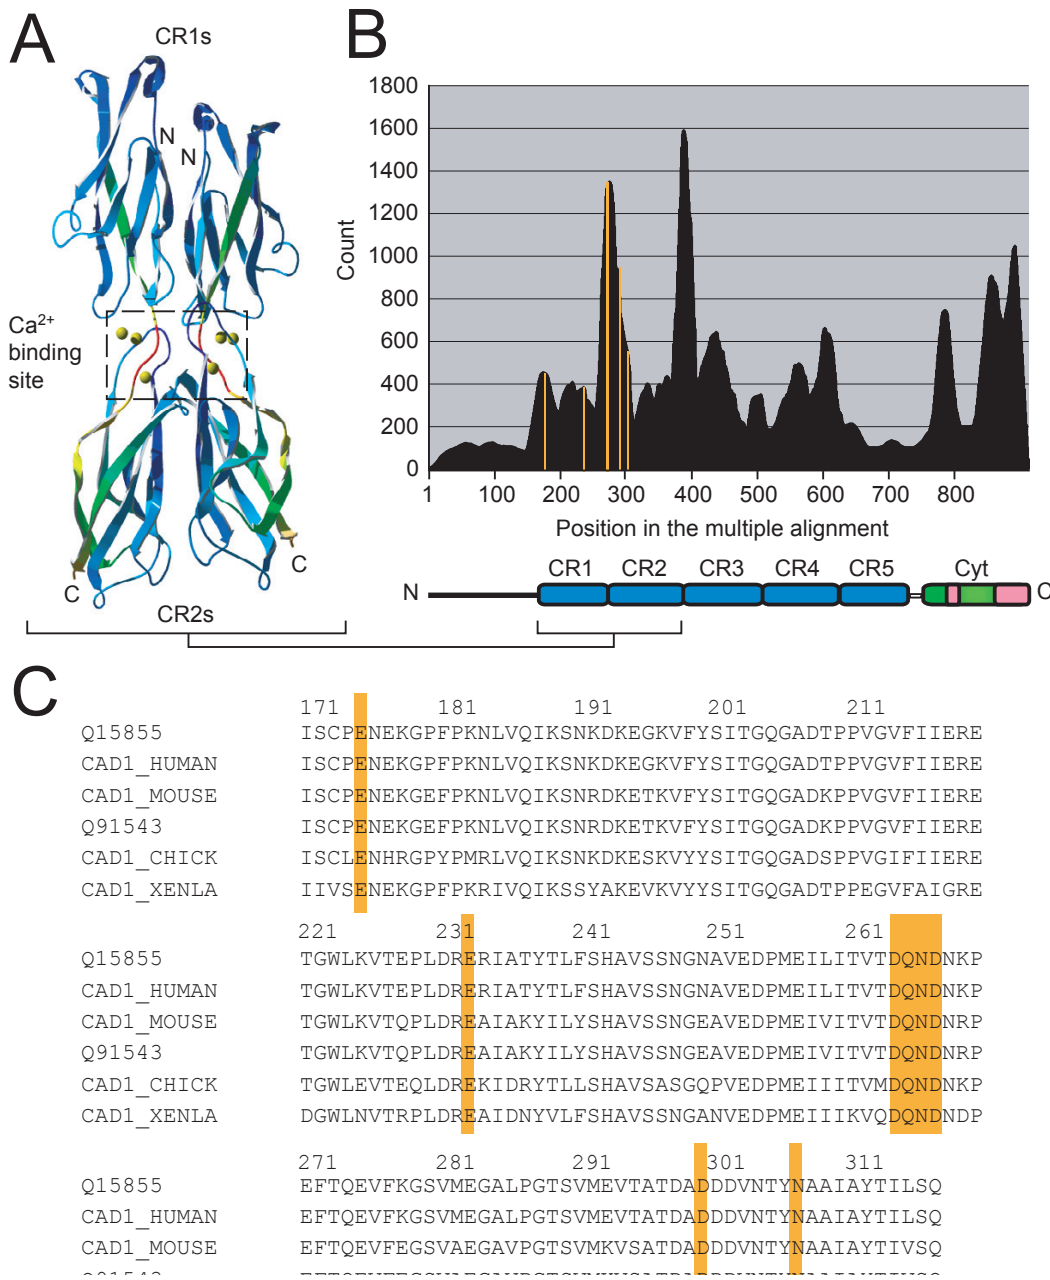 A
CR1s
N
N
Ca2+
binding
site
C
C
CR2s
B
1800
1600
1400
1200
1000
800
600
400
200
0
Count
1 100 200 300 400 500 600 700 800
Position in the multiple alignment
CR1 CR2 CR3 CR4 CR5 Cyt
N C
C
171 181 191 201 211
Q15855 ISCPENEKGPFPKNLVQIKSNKDKEGKVFYSITGQGADTPPVGVFIIERE
CAD1_HUMAN ISCPENEKGPFPKNLVQIKSNKDKEGKVFYSITGQGADTPPVGVFIIERE
CAD1_MOUSE ISCPENEKGEFPKNLVQIKSNRDKETKVFYSITGQGADKPPVGVFIIERE
Q91543 ISCPENEKGEFPKNLVQIKSNRDKETKVFYSITGQGADKPPVGVFIIERE
CAD1_CHICK ISCLENHRGPYPMRLVQIKSNKDKESKVYYSITGQGADSPPVGIFIIERE
CAD1_XENLA IIVSENEKGPFPKRIVQIKSSYAKEVKVYYSITGQGADTPPEGVFAIGRE
221 231 241 251 261
Q15855 TGWLKVTEPLDRERIATYTLFSHAVSSNGNAVEDPMEILITVTDQNDNKP
CAD1_HUMAN TGWLKVTEPLDRERIATYTLFSHAVSSNGNAVEDPMEILITVTDQNDNKP
CAD1_MOUSE TGWLKVTQPLDREAIAKYILYSHAVSSNGEAVEDPMEIVITVTDQNDNRP
Q91543 TGWLKVTQPLDREAIAKYILYSHAVSSNGEAVEDPMEIVITVTDQNDNRP
CAD1_CHICK TGWLEVTEQLDREKIDRYTLLSHAVSASGQPVEDPMEIIITVMDQNDNKP
CAD1_XENLA DGWLNVTRPLDREAIDNYVLFSHAVSSNGANVEDPMEIIIKVQDQNDNDP
271 281 291 301 311
Q15855 EFTQEVFKGSVMEGALPGTSVMEVTATDADDDVNTYNAAIAYTILSQ
CAD1_HUMAN EFTQEVFKGSVMEGALPGTSVMEVTATDADDDVNTYNAAIAYTILSQ
CAD1_MOUSE EFTQEVFEGSVAEGAVPGTSVMKVSATDADDDVNTYNAAIAYTIVSQ